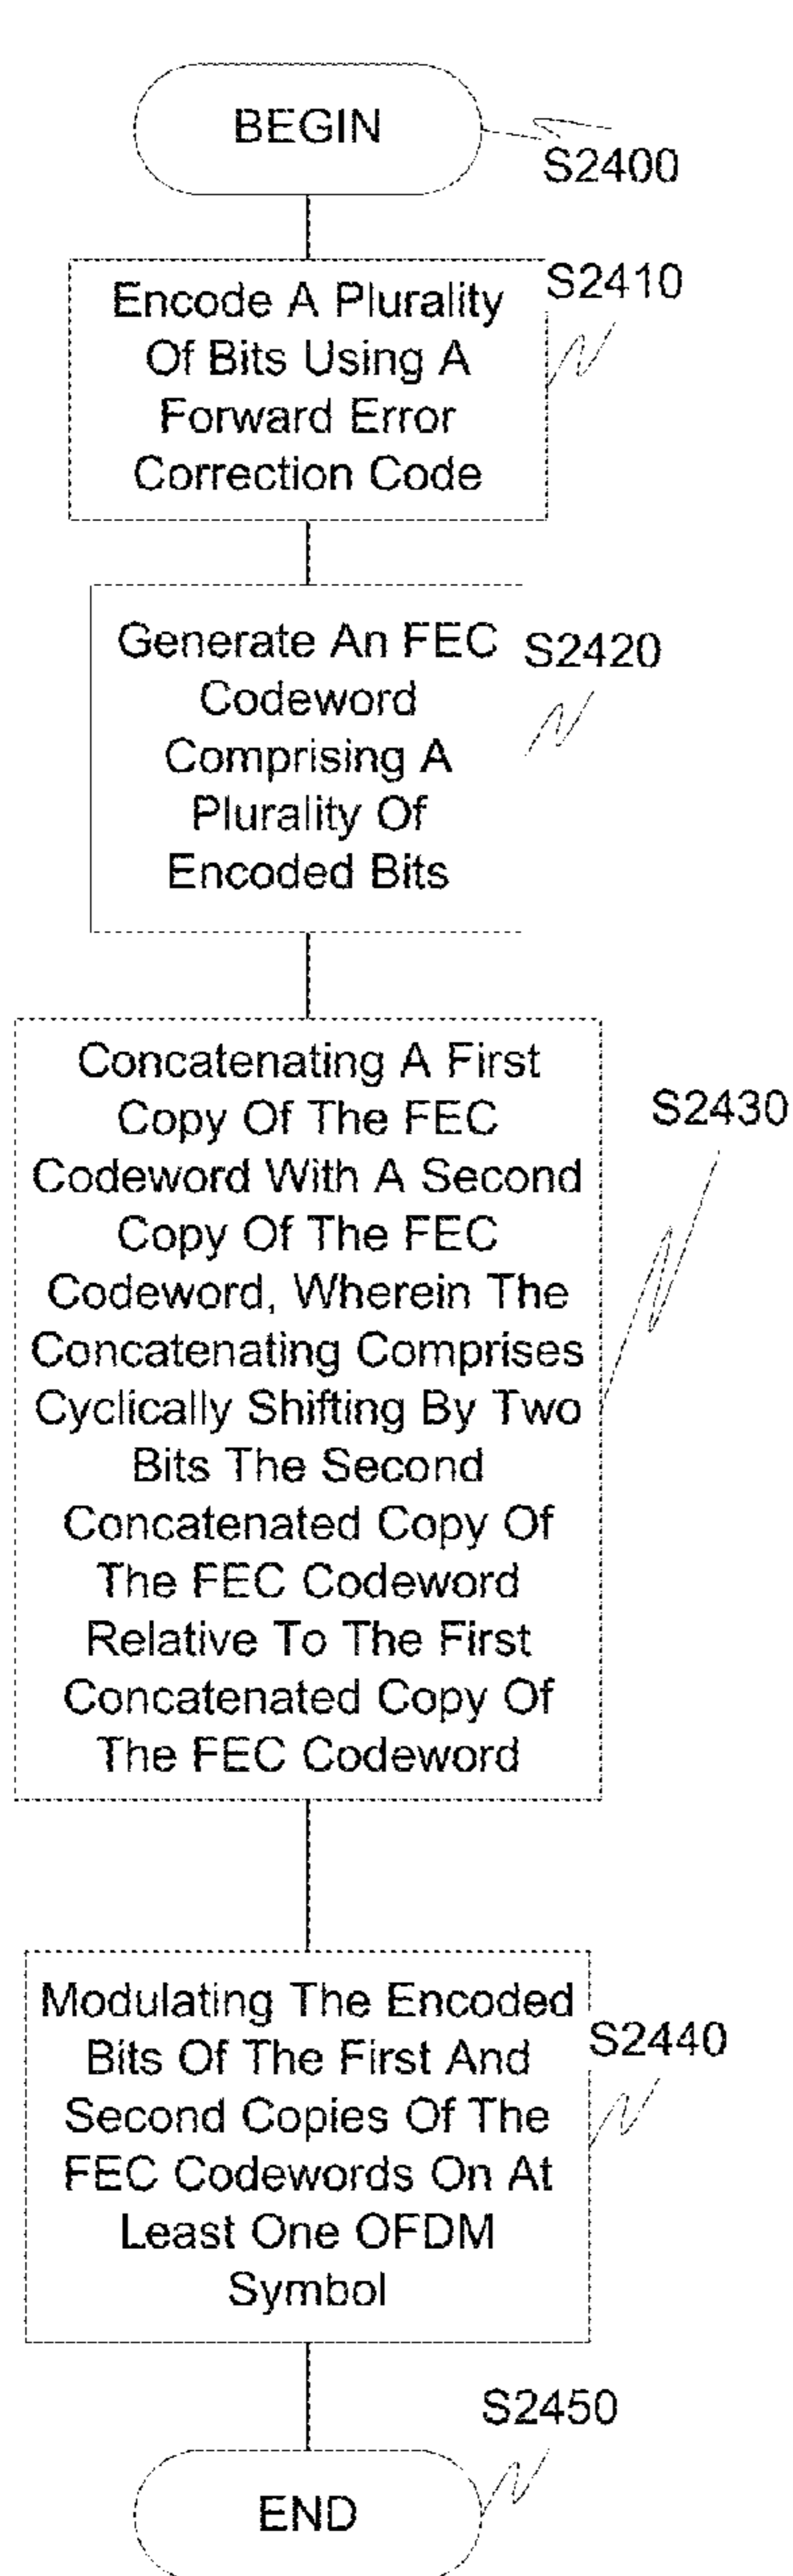 BEGIN
S2400
S2410
Encode A Plurality
Of Bits Using A
Forward Error
Correction Code
Generate An FEC
S2420
Codeword
Comprising A
Plurality Of
Encoded Bits
Concatenating A First
Copy Of The FEC
S2430
Codeword With A Second
Copy Of The FEC
Codeword, Wherein The
Concatenating Comprises
Cyclically Shifting By Two
Bits The Second
Concatenated Copy Of
The FEC Codeword
Relative To The First
Concatenated Copy Of
The FEC Codeword
Modulating The Encoded
S2440
Bits Of The First And
Second Copies Of The
FEC Codewords On At
Least One OFDM
Symbol
S2450
END